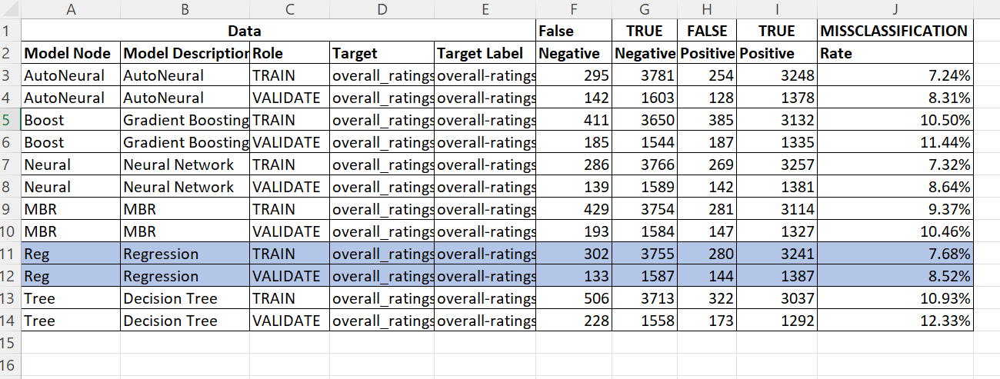 A B C D E F G H I J
1 Data False TRUE FALSE TRUE MISSCLASSIFICATION
2 Model Node Model Description Role Target Target Label Negative Negative Positive Positive Rate
3 AutoNeural AutoNeural TRAIN overall_ratings overall-ratings 295 3781 254 3248 7.24%
4 AutoNeural AutoNeural VALIDATE overall_ratings overall-ratings 142 1603 128 1378 8.31%
5 Boost Gradient Boosting TRAIN overall_ratings overall-ratings 411 3650 385 3132 10.50%
6 Boost Gradient Boosting VALIDATE overall_ratings overall-ratings 185 1544 187 1335 11.44%
7 Neural Neural Network TRAIN overall_ratings overall-ratings 286 3766 269 3257 7.32%
8 Neural Neural Network VALIDATE overall_ratings overall-ratings 139 1589 142 1381 8.64%
9 MBR MBR TRAIN overall_ratings overall-ratings 429 3754 281 3114 9.37%
10 MBR MBR VALIDATE overall_ratings overall-ratings 193 1584 147 1327 10.46%
11 Reg Regression TRAIN overall_ratings overall-ratings 302 3755 280 3241 7.68%
12 Reg Regression VALIDATE overall_ratings overall-ratings 133 1587 144 1387 8.52%
13 Tree Decision Tree TRAIN overall_ratings overall-ratings 506 3713 322 3037 10.93%
14 Tree Decision Tree VALIDATE overall_ratings overall-ratings 228 1558 173 1292 12.33%
15
16